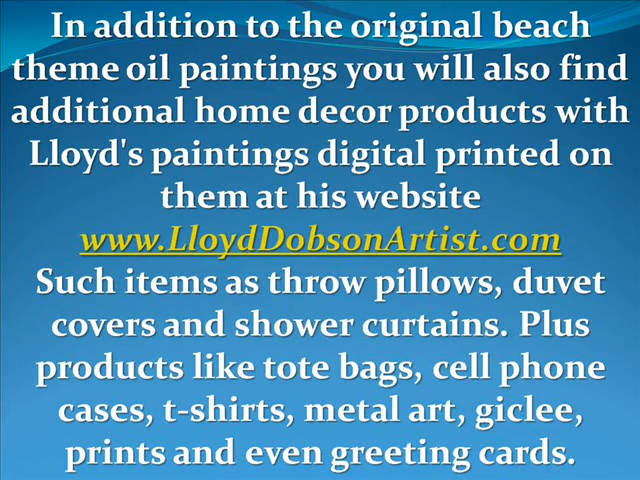 In addition to the original beach
theme oil paintings you will also find
additional home decor products with
Lloyd's paintings digital printed on
them at his website
www.LloydDobsonArtist.com
Such items as throw pillows, duvet
covers and shower curtains. Plus
products like tote bags, cell phone
cases, t-shirts, metal art, giclee,
prints and even greeting cards.